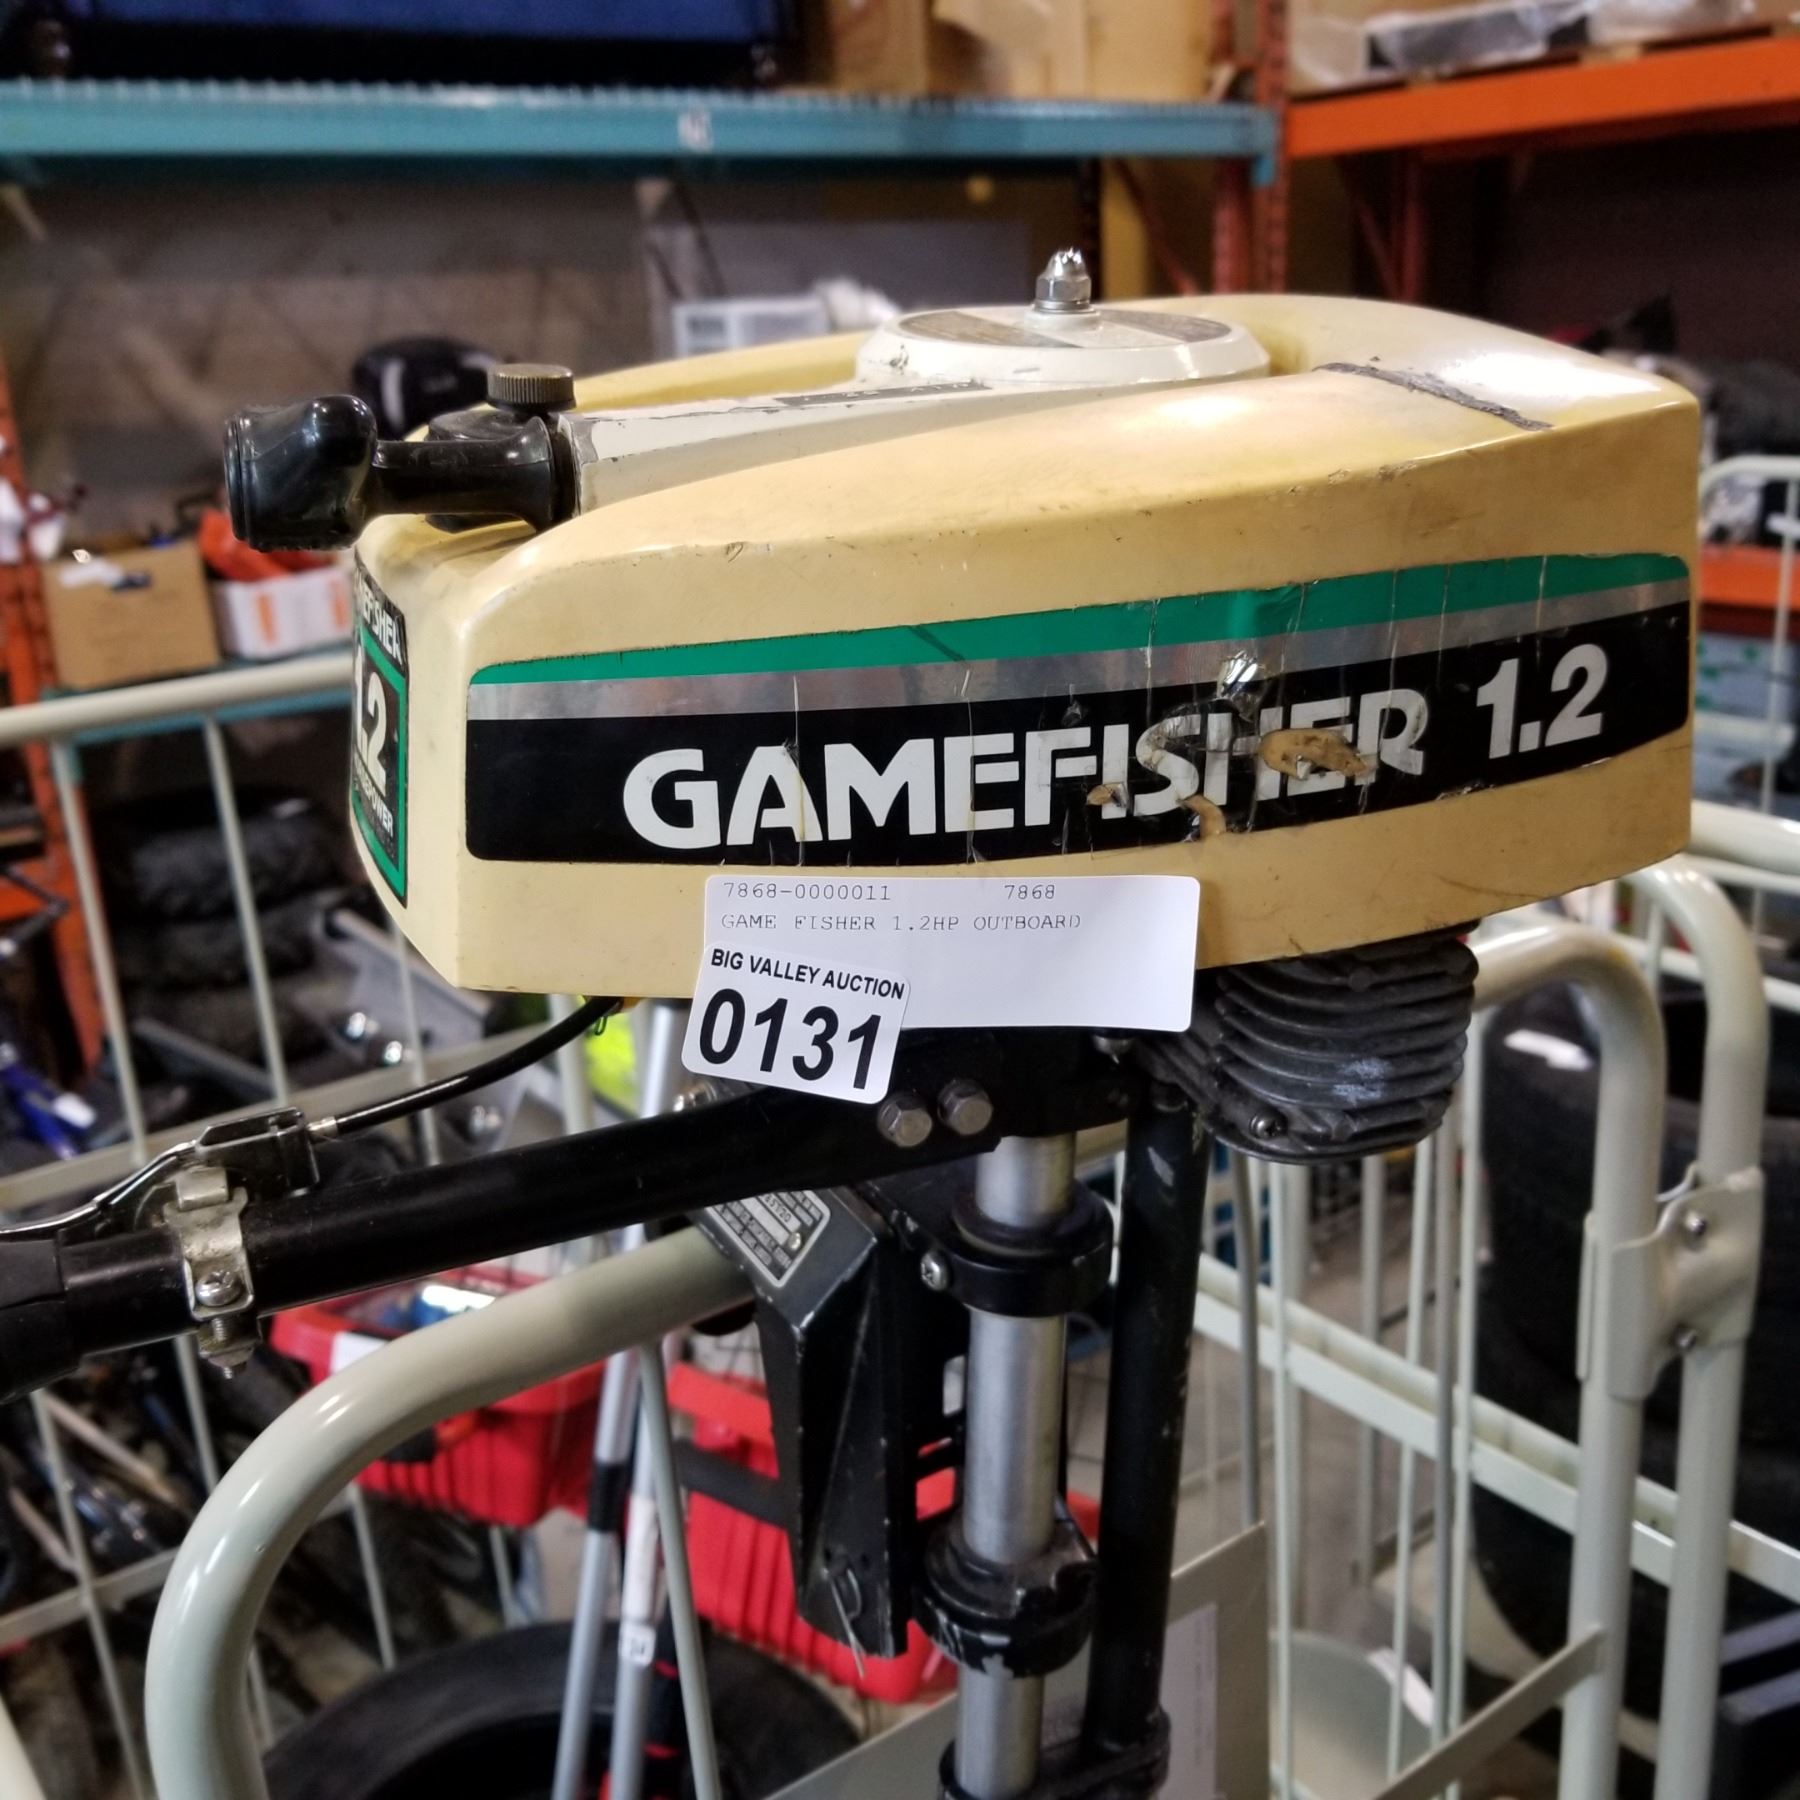 GAMEFISHER 1.2
1.2
7868-0000011 7868
GAME FISHER 1.2HP OUTBOARD
BIG VALLEY AUCTION
0131